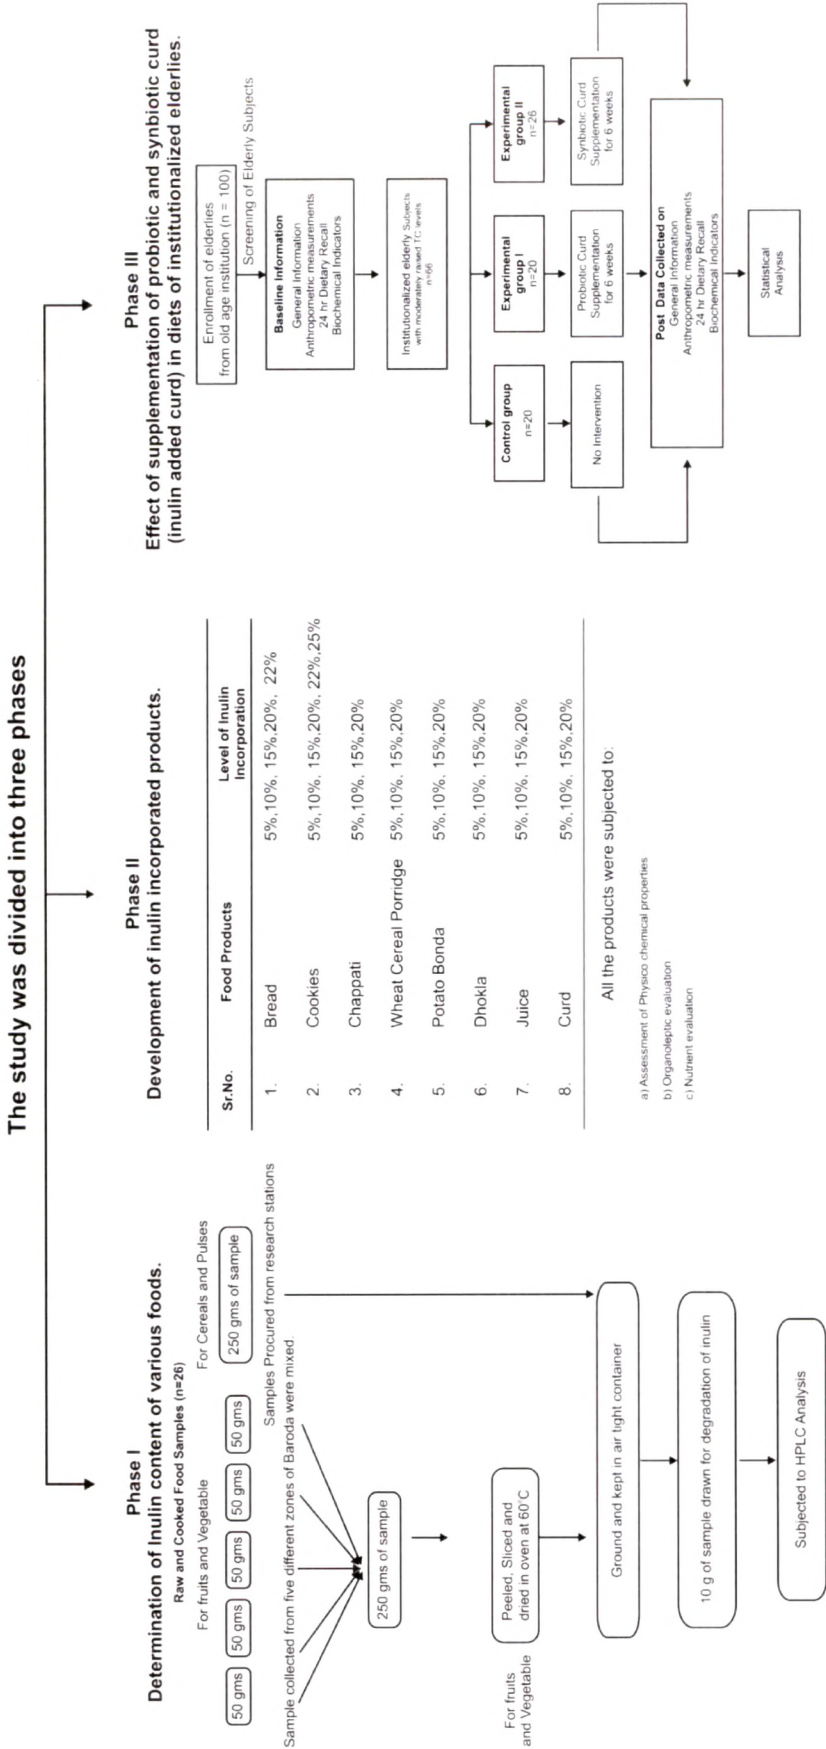 The study was divided into three phases
Phase I
Determination of Inulin content of various foods.
Raw and Cooked Food Samples (n=26)
For fruits and Vegetable
For Cereals and Pulses
50 gms
50 gms
50 gms
50 gms
50 gms
250 gms of sample
Sample collected from five different zones of Baroda were mixed
Samples Procured from research stations
250 gms of sample
For fruits
and Vegetable
Peeled, Sliced and
dried in oven at 60°C
Ground and kept in air tight container
10 g of sample drawn for degradation of inulin
Subjected to HPLC Analysis
Phase II
Development of inulin incorporated products.
Sr.No. Food Products Level of Inulin
Incorporation
1. Bread 5%,10%, 15%,20%, 22%
2. Cookies 5%,10%, 15%,20%, 22%,25%
3. Chappati 5%,10%, 15%,20%
4. Wheat Cereal Porridge 5%,10%, 15%,20%
5. Potato Bonda 5%,10%, 15%,20%
6. Dhokla 5%,10%, 15%,20%
7. Juice 5%,10%, 15%,20%
8. Curd 5%,10%, 15%,20%
All the products were subjected to:
a) Assessment of Physico chemical properties
b) Organoleptic evaluation
c) Nutrient evaluation
Phase III
Effect of supplementation of probiotic and synbiotic curd
(inulin added curd) in diets of institutionalized elderlies.
Enrollment of elderlies
from old age institution (n = 100)
Screening of Elderly Subjects
Baseline Information
General Information
Anthropometric measurements
24 hr Dietary Recall
Biochemical Indicators
Institutionalized elderly Subjects
with moderately raised TC levels
n=66
Control group
n=20
Experimental
group I
n=20
Experimental
group II
n=26
No Intervention
Probiotic Curd
Supplementation
for 6 weeks
Synbiotic Curd
Supplementation
for 6 weeks
Post Data Collected on
General Information
Anthropometric measurements
24 hr Dietary Recall
Biochemical Indicators
Statistical
Analysis